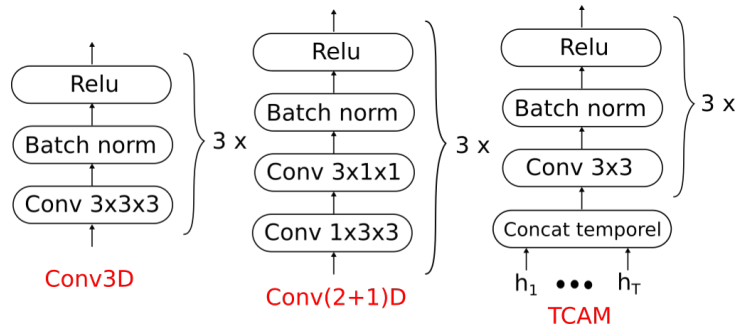 Relu
Batch norm
Conv 3x3x3
3 x
Conv3D
Relu
Batch norm
Conv 3x1x1
Conv 1x3x3
3 x
Conv(2+1)D
Relu
Batch norm
Conv 3x3
3 x
Concat temporel
h₁ ••• h_T
TCAM